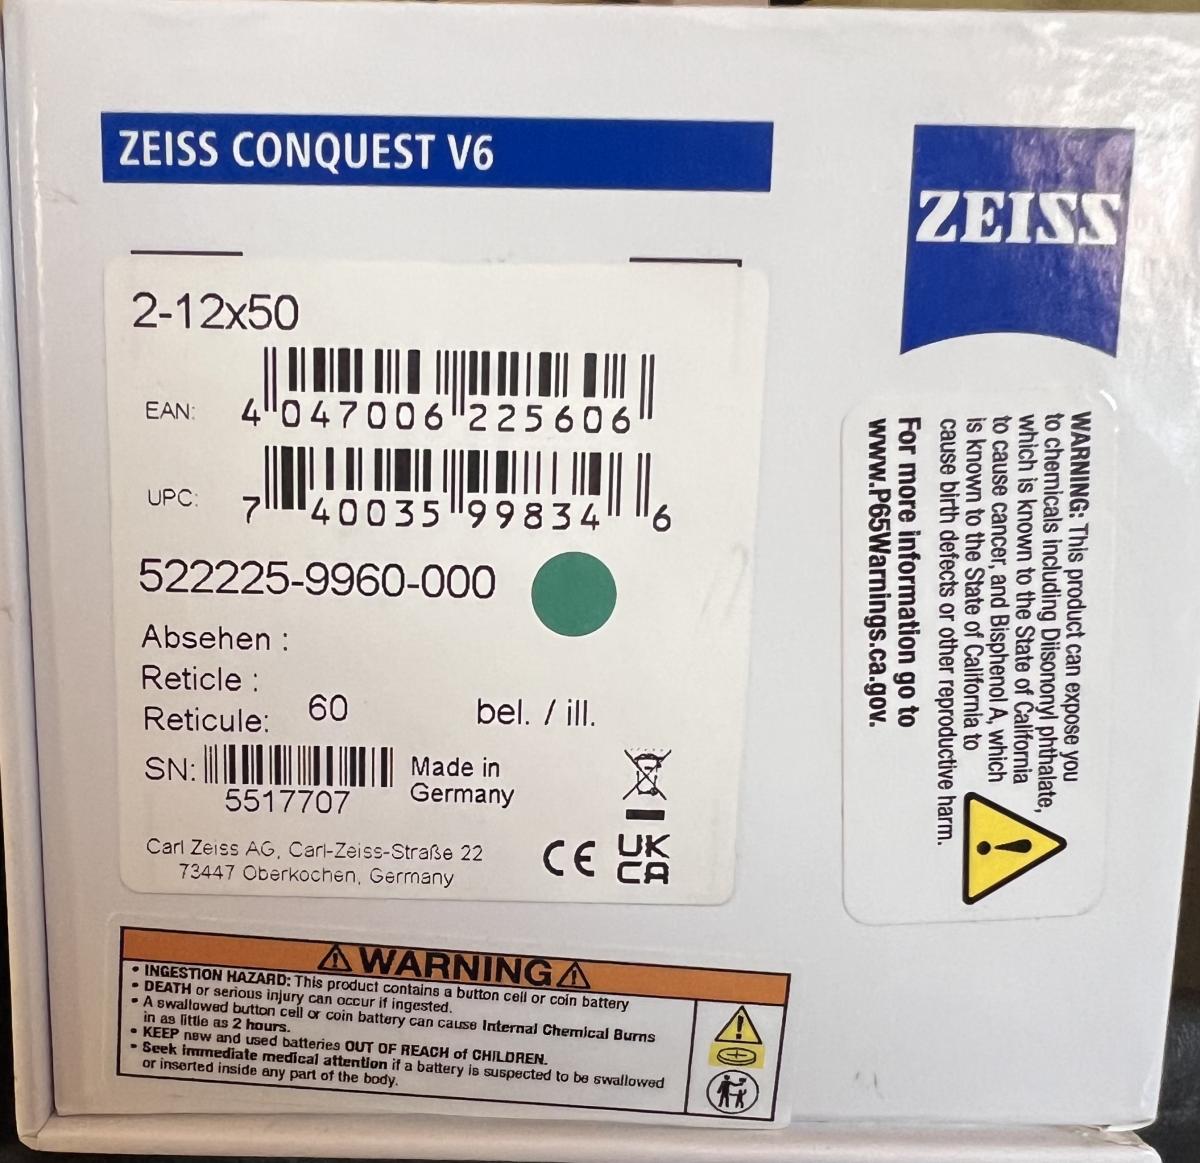 ZEISS CONQUEST V6
ZEISS
2-12x50
EAN: 4 047006 225606
UPC: 7 40035 99834 6
522225-9960-000
Absehen :
Reticle :
Reticule: 60 bel. / ill.
SN: 5517707
Made in
Germany
Carl Zeiss AG, Carl-Zeiss-Straße 22
73447 Oberkochen, Germany
CE
UK
CA
WARNING: This product can expose you
to chemicals including Diisononyl phthalate,
which is known to the State of California
to cause cancer, and Bisphenol A, which
is known to the State of California to
cause birth defects or other reproductive harm.
For more information go to
www.P65Warnings.ca.gov.
WARNING
• INGESTION HAZARD: This product contains a button cell or coin battery
• DEATH or serious injury can occur if ingested.
• A swallowed button cell or coin battery can cause Internal Chemical Burns
in as little as 2 hours.
• KEEP new and used batteries OUT OF REACH of CHILDREN.
• Seek immediate medical attention if a battery is suspected to be swallowed
or inserted inside any part of the body.